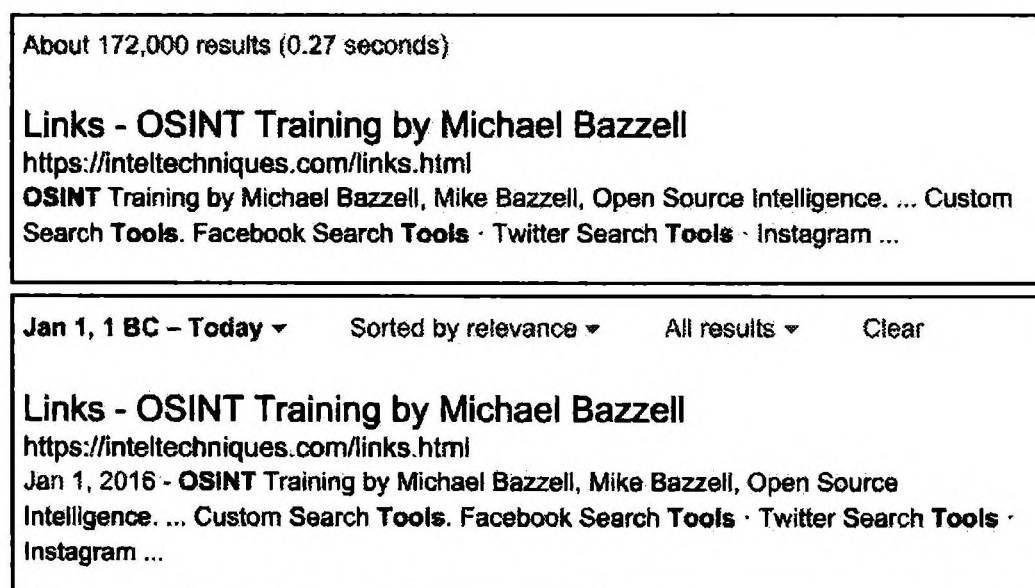 About 172,000 results (0.27 seconds)
Links - OSINT Training by Michael Bazzell
https://inteltechniques.com/links.html
OSINT Training by Michael Bazzell, Mike Bazzell, Open Source Intelligence. ... Custom
Search Tools. Facebook Search Tools · Twitter Search Tools · Instagram ...
Jan 1, 1 BC – Today ▾ Sorted by relevance ▾ All results ▾ Clear
Links - OSINT Training by Michael Bazzell
https://inteltechniques.com/links.html
Jan 1, 2016 - OSINT Training by Michael Bazzell, Mike Bazzell, Open Source
Intelligence. ... Custom Search Tools. Facebook Search Tools · Twitter Search Tools ·
Instagram ...